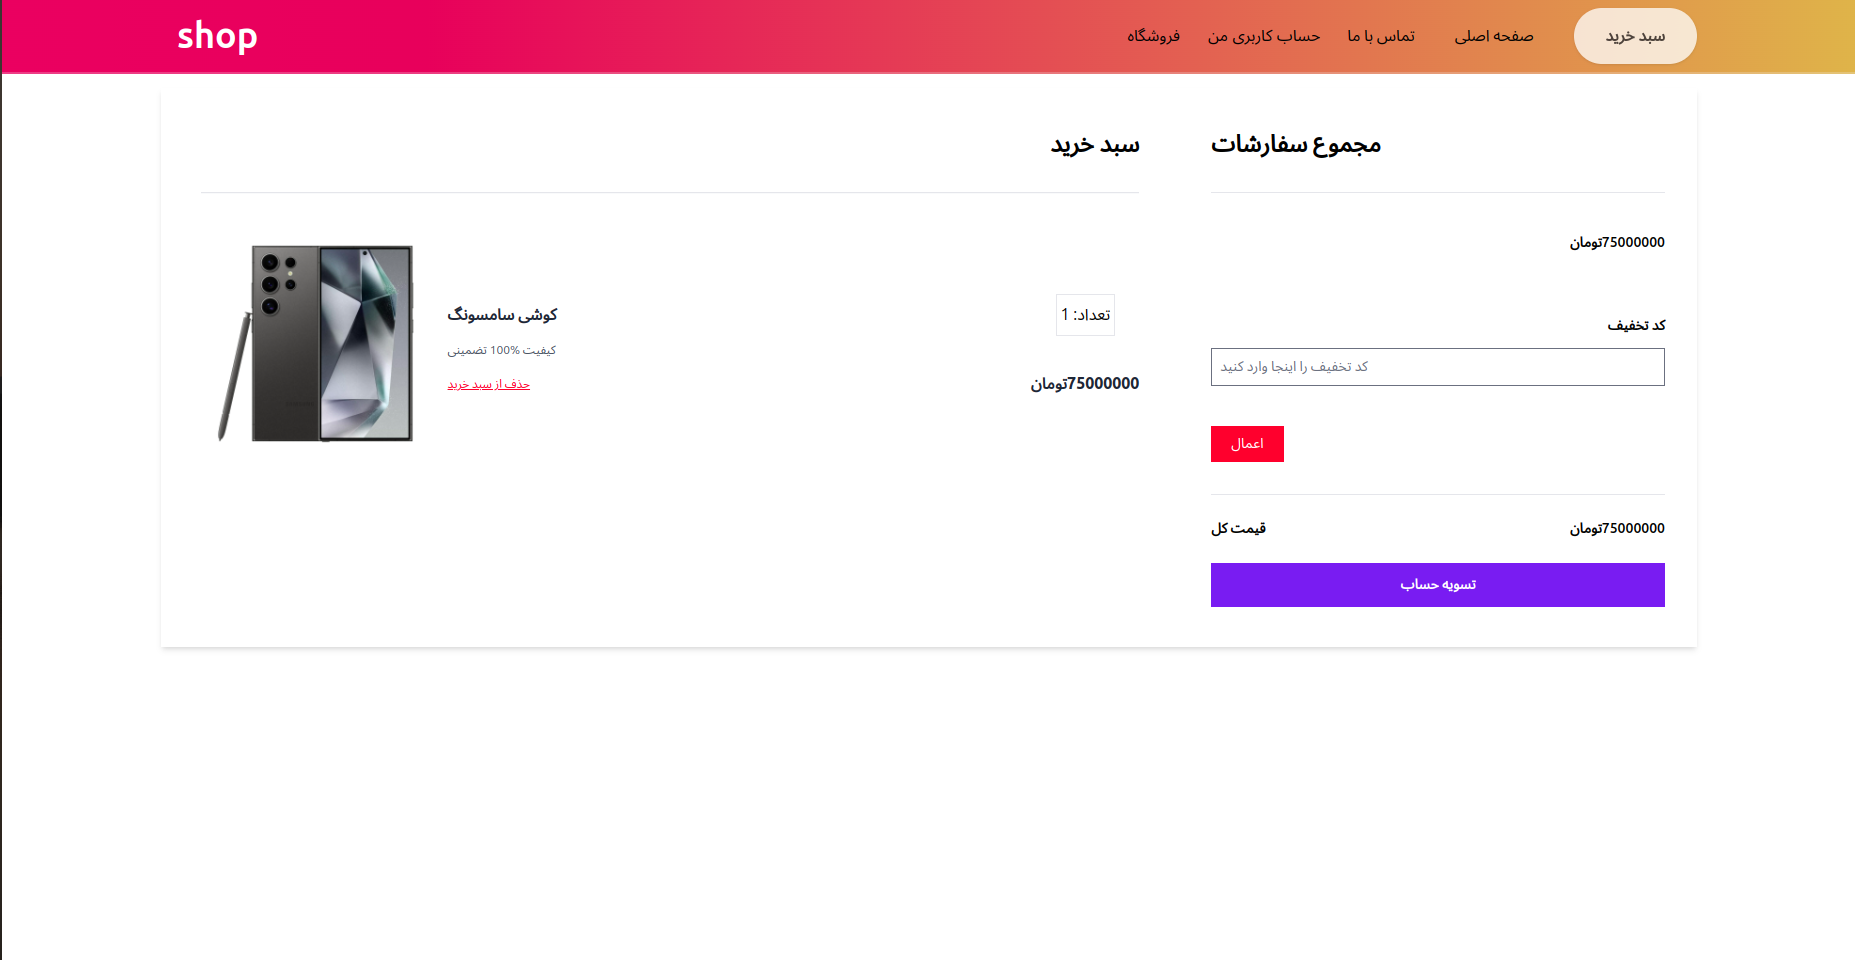 shop
سبد خرید
صفحه اصلی
تماس با ما
حساب کاربری من
فروشگاه
سبد خرید
کوشی سامسونگ
کیفیت 100% تضمینی
حذف از سبد خرید
تعداد: 1
75000000تومان
مجموع سفارشات
75000000تومان
کد تخفیف
کد تخفیف را اینجا وارد کنید
اعمال
قیمت کل
75000000تومان
تسویه حساب